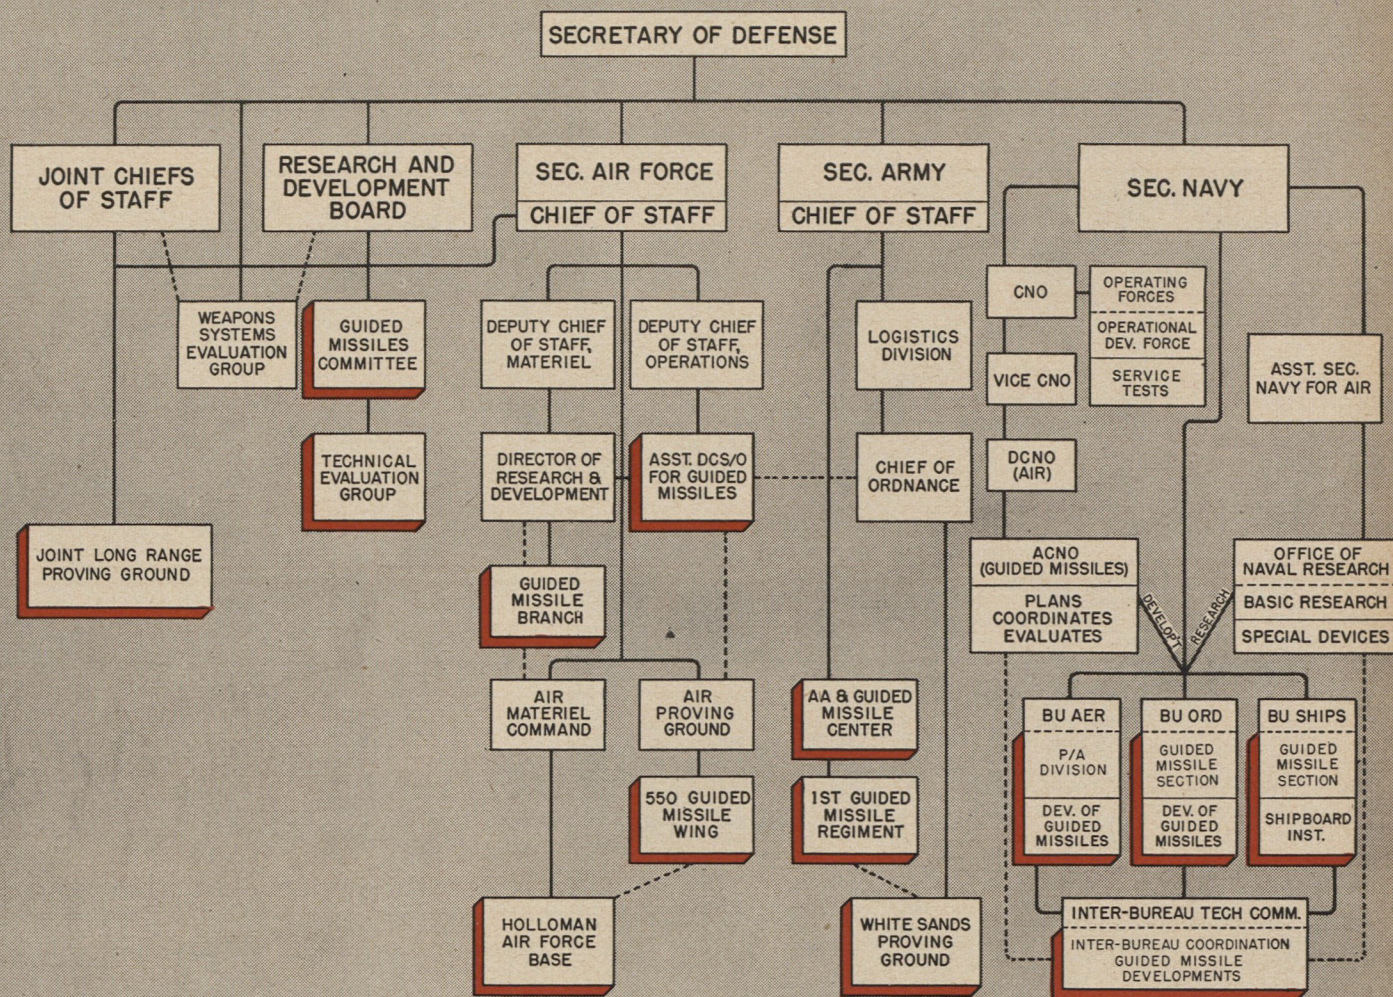 SECRETARY OF DEFENSE
JOINT CHIEFS
OF STAFF
RESEARCH AND
DEVELOPMENT
BOARD
SEC. AIR FORCE
CHIEF OF STAFF
SEC. ARMY
CHIEF OF STAFF
SEC. NAVY
WEAPONS
SYSTEMS
EVALUATION
GROUP
GUIDED
MISSILES
COMMITTEE
DEPUTY CHIEF
OF STAFF,
MATERIEL
DEPUTY CHIEF
OF STAFF,
OPERATIONS
LOGISTICS
DIVISION
CNO
OPERATING
FORCES
OPERATIONAL
DEV. FORCE
SERVICE
TESTS
VICE CNO
ASST. SEC.
NAVY FOR AIR
TECHNICAL
EVALUATION
GROUP
DIRECTOR OF
RESEARCH &
DEVELOPMENT
ASST. DCS/O
FOR GUIDED
MISSILES
CHIEF OF
ORDNANCE
DCNO
(AIR)
JOINT LONG RANGE
PROVING GROUND
GUIDED
MISSILE
BRANCH
ACNO
(GUIDED MISSILES)
PLANS
COORDINATES
EVALUATES
DEVELOP'T
RESEARCH
OFFICE OF
NAVAL RESEARCH
BASIC RESEARCH
SPECIAL DEVICES
AIR
MATERIEL
COMMAND
AIR
PROVING
GROUND
AA & GUIDED
MISSILE
CENTER
BU AER
P/A
DIVISION
DEV. OF
GUIDED
MISSILES
BU ORD
GUIDED
MISSILE
SECTION
DEV. OF
GUIDED
MISSILES
BU SHIPS
GUIDED
MISSILE
SECTION
SHIPBOARD
INST.
550 GUIDED
MISSILE
WING
1ST GUIDED
MISSILE
REGIMENT
HOLLOMAN
AIR FORCE
BASE
WHITE SANDS
PROVING
GROUND
INTER-BUREAU TECH COMM.
INTER-BUREAU COORDINATION
GUIDED MISSILE
DEVELOPMENTS